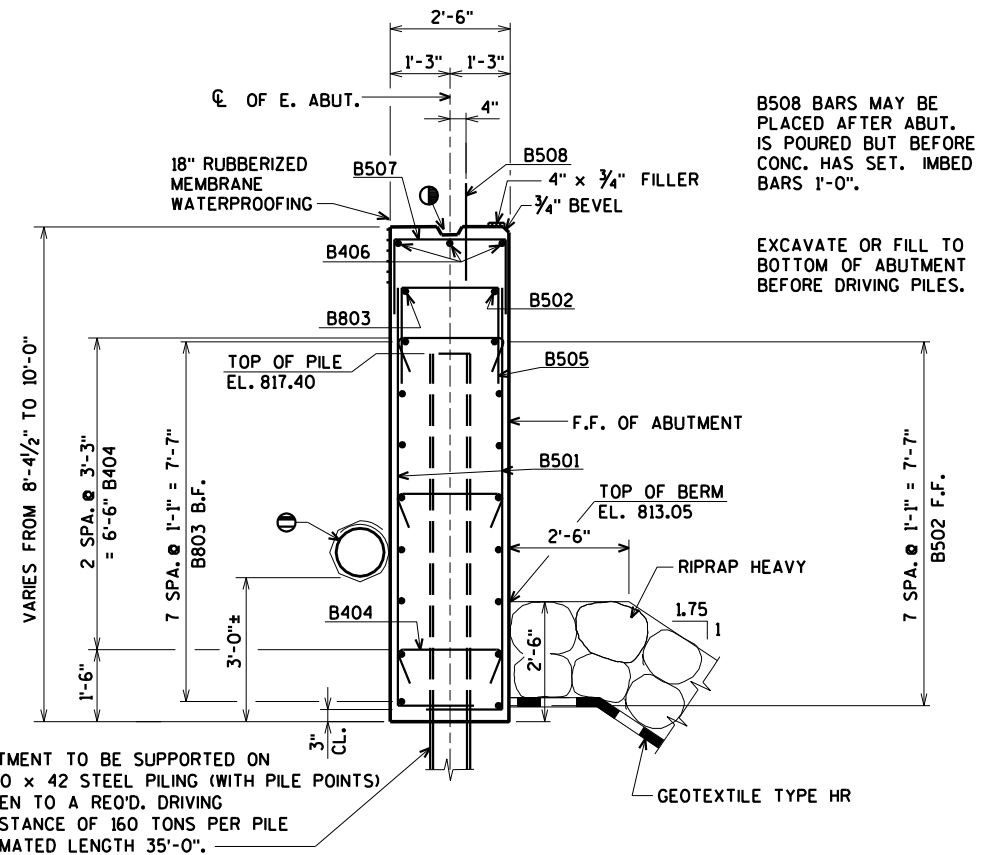 2'-6"
1'-3"
1'-3"
℄ OF E. ABUT.
4"
B508 BARS MAY BE
PLACED AFTER ABUT.
IS POURED BUT BEFORE
CONC. HAS SET. IMBED
BARS 1'-0".
18" RUBBERIZED
MEMBRANE
WATERPROOFING
B507
B508
4" x ¾" FILLER
¾" BEVEL
EXCAVATE OR FILL TO
BOTTOM OF ABUTMENT
BEFORE DRIVING PILES.
B406
B803
B502
TOP OF PILE
EL. 817.40
B505
F.F. OF ABUTMENT
B501
TOP OF BERM
EL. 813.05
2'-6"
RIPRAP HEAVY
1.75
1
B404
2'-6"
VARIES FROM 8'-4½" TO 10'-0"
2 SPA. @ 3'-3"
= 6'-6" B404
7 SPA. @ 1'-1" = 7'-7"
B803 B.F.
7 SPA. @ 1'-1" = 7'-7"
B502 F.F.
3'-0"±
1'-6"
3"
CL.
GEOTEXTILE TYPE HR
TMENT TO BE SUPPORTED ON
0 x 42 STEEL PILING (WITH PILE POINTS)
EN TO A REQ'D. DRIVING
STANCE OF 160 TONS PER PILE
MATED LENGTH 35'-0".